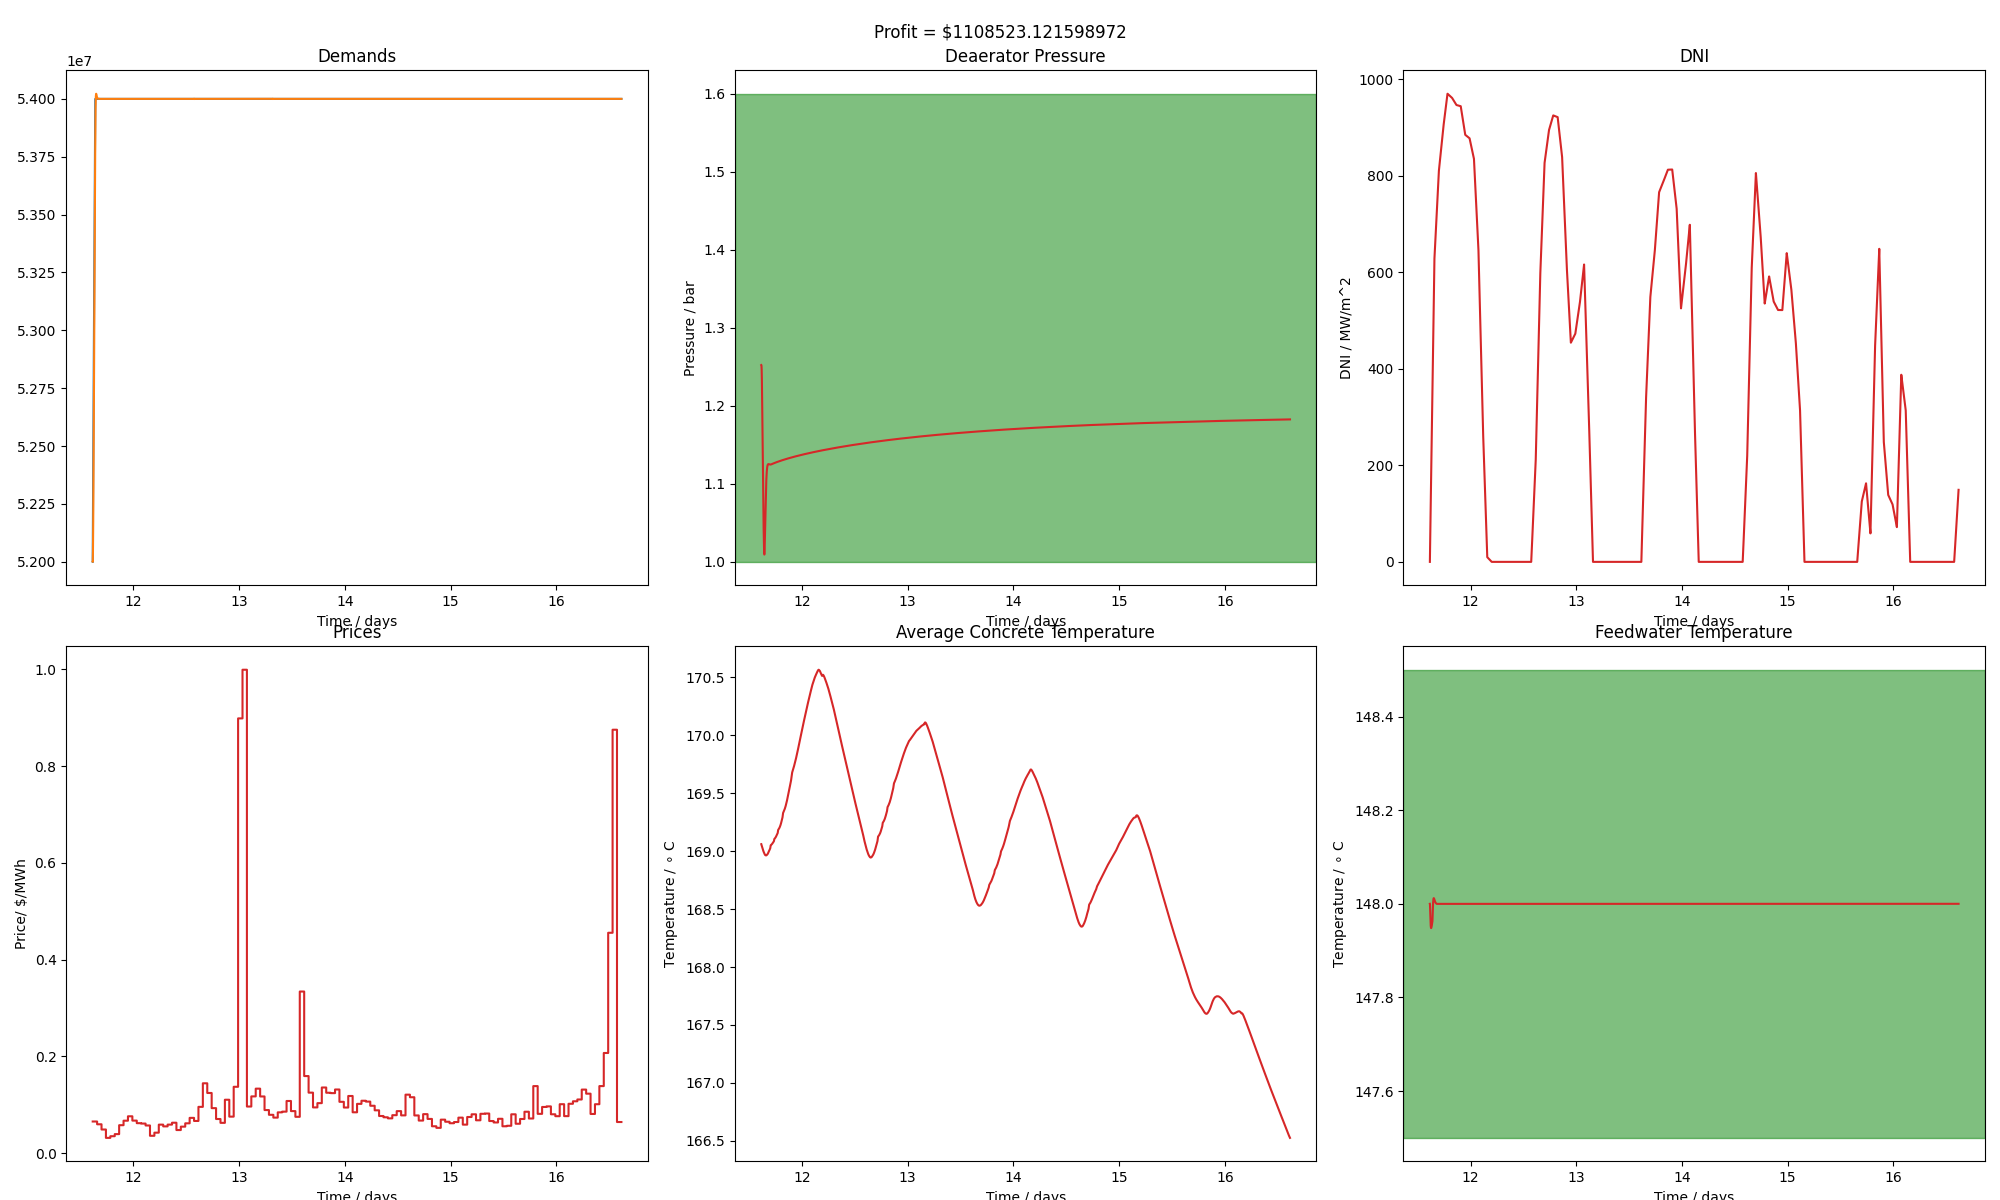 Profit = $1108523.121598972
Demands
1e7
5.400
5.375
5.350
5.325
5.300
5.275
5.250
5.225
5.200
12 13 14 15 16
Time / days
Deaerator Pressure
Pressure / bar
1.6
1.5
1.4
1.3
1.2
1.1
1.0
12 13 14 15 16
Time / days
DNI
DNI / MW/m^2
1000
800
600
400
200
0
12 13 14 15 16
Time / days
Prices
Price/ $/MWh
1.0
0.8
0.6
0.4
0.2
0.0
12 13 14 15 16
Time / days
Average Concrete Temperature
Temperature / ∘ C
170.5
170.0
169.5
169.0
168.5
168.0
167.5
167.0
166.5
12 13 14 15 16
Time / days
Feedwater Temperature
Temperature / ∘ C
148.4
148.2
148.0
147.8
147.6
12 13 14 15 16
Time / days